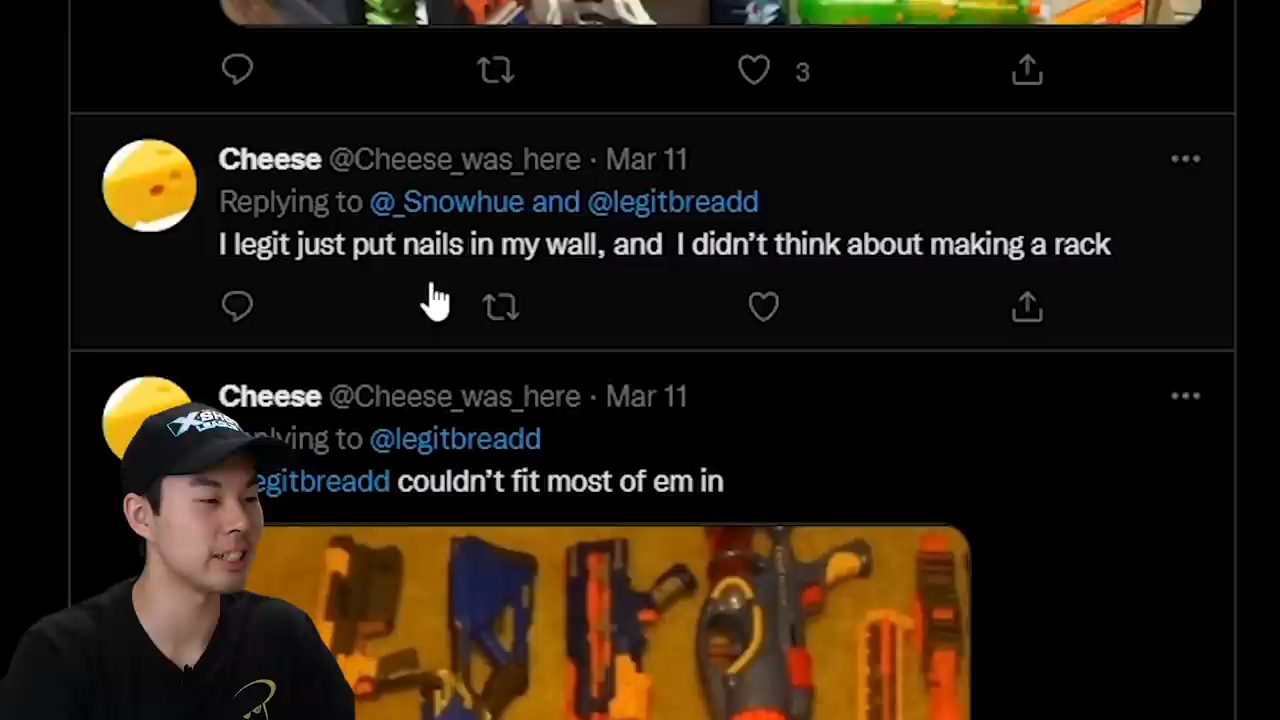 3
Cheese @Cheese_was_here · Mar 11
Replying to @_Snowhue and @legitbreadd
I legit just put nails in my wall, and I didn't think about making a rack
Cheese @Cheese_was_here · Mar 11
plying to @legitbreadd
egitbreadd couldn't fit most of em in